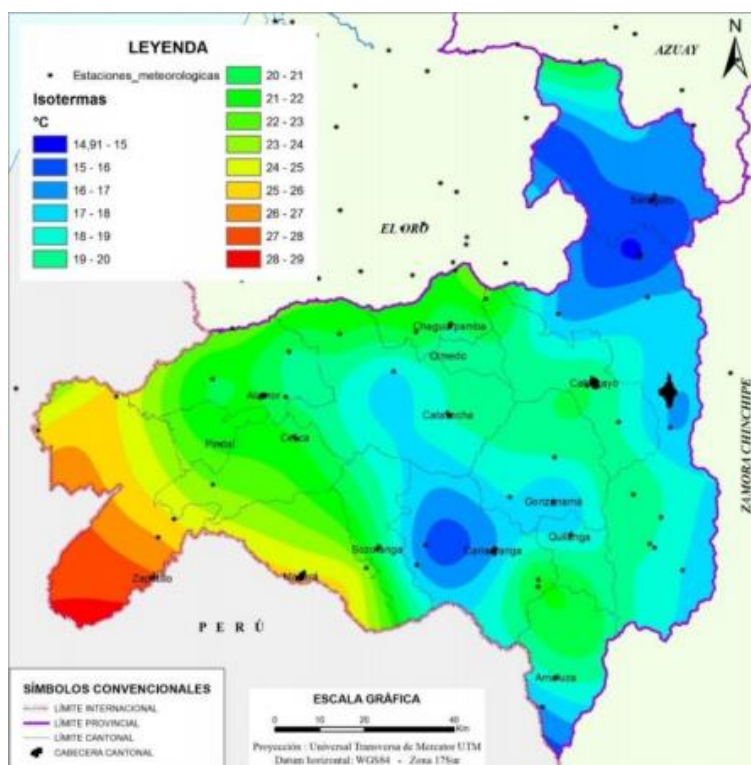 LEYENDA
Estaciones_meteorologicas
Isotermas
°C
14,91 - 15
15 - 16
16 - 17
17 - 18
18 - 19
19 - 20
20 - 21
21 - 22
22 - 23
23 - 24
24 - 25
25 - 26
26 - 27
27 - 28
28 - 29
N
AZUAY
EL ORO
ZAMORA CHINCHIPE
PERÚ
Saraguro
Chaguarpamba
Olmedo
Catamayo
Alamor
Catacocha
Celica
Pindal
Gonzanamá
Quilanga
Sozoranga
Cariamanga
Zapotillo
Macará
Amaluza
SÍMBOLOS CONVENCIONALES
LÍMITE INTERNACIONAL
LÍMITE PROVINCIAL
LÍMITE CANTONAL
CABECERA CANTONAL
ESCALA GRÁFICA
0 10 20 40
Km
Proyección : Universal Transversa de Mercator UTM
Datum horizontal: WGS84 - Zona 17Sur